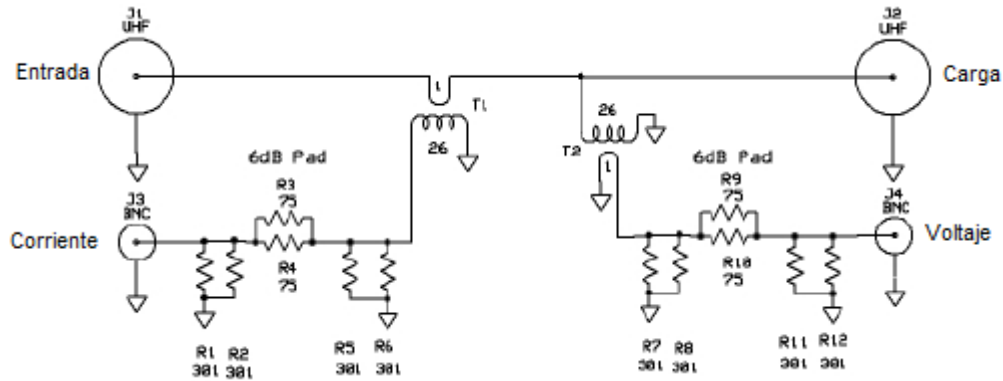 J1
UHF
Entrada
J2
UHF
Carga
1
T1
26
26
T2
1
6dB Pad
R3
75
R4
75
6dB Pad
R9
75
R10
75
J3
BNC
Corriente
J4
BNC
Voltaje
R1
301
R2
301
R5
301
R6
301
R7
301
R8
301
R11
301
R12
301